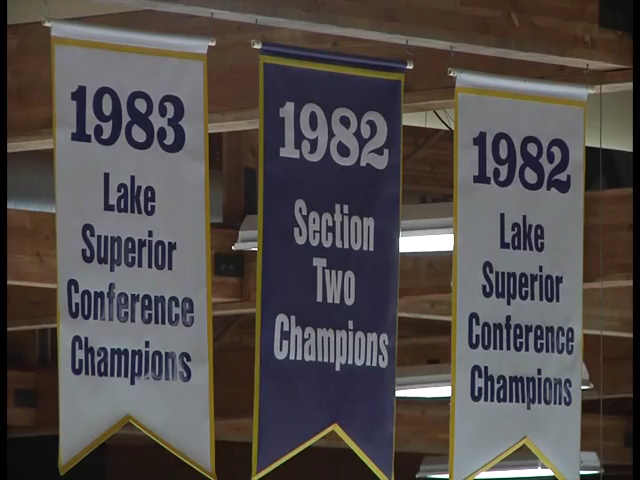 1983
Lake
Superior
Conference
Champions
1982
Section
Two
Champions
1982
Lake
Superior
Conference
Champions